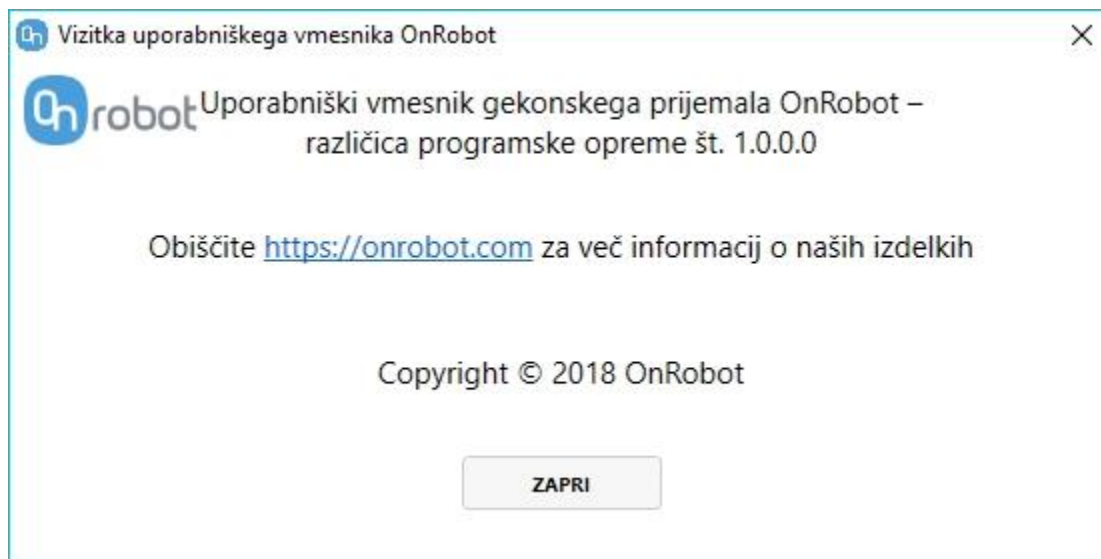 Vizitka uporabniškega vmesnika OnRobot
On robot
Uporabniški vmesnik gekonskega prijemala OnRobot –
različica programske opreme št. 1.0.0.0
Obiščite https://onrobot.com za več informacij o naših izdelkih
Copyright © 2018 OnRobot
ZAPRI